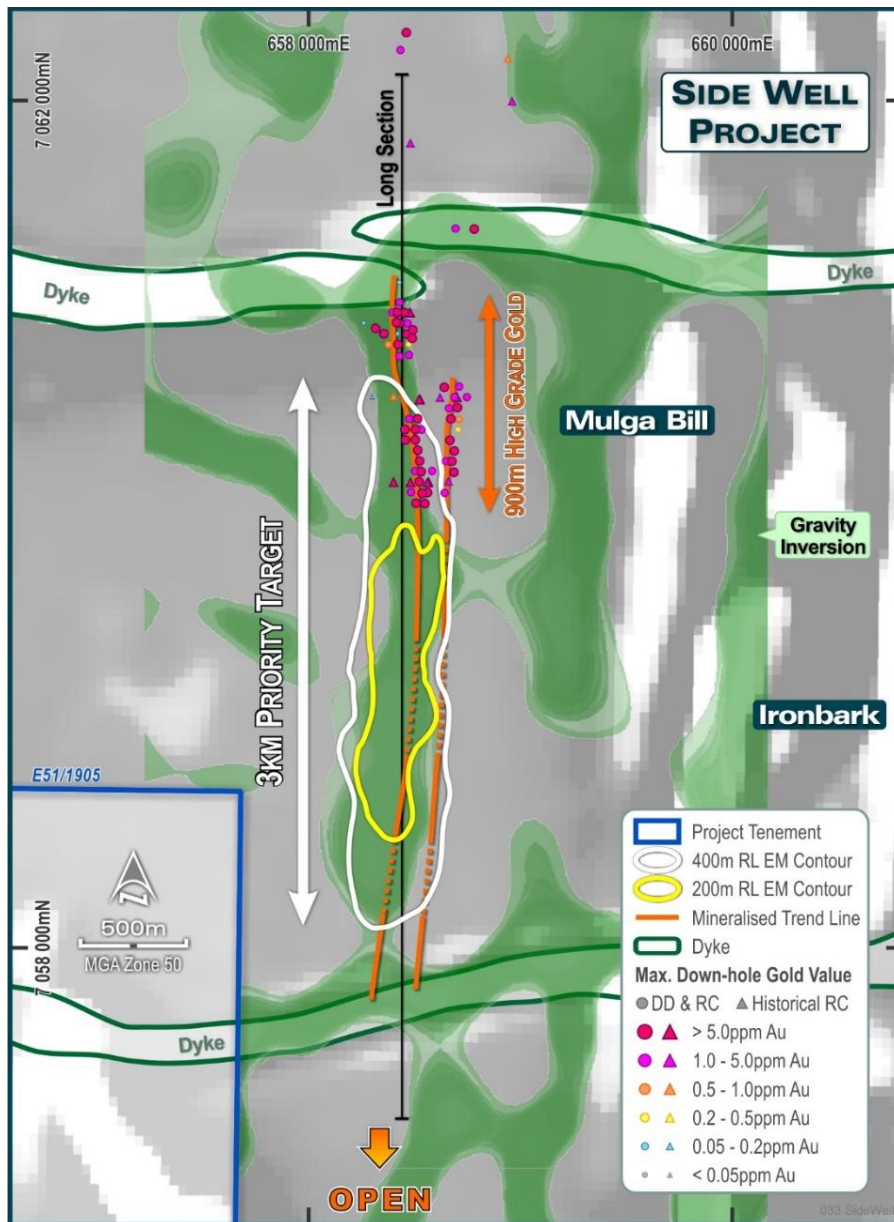 658 000mE
660 000mE
7 062 000mN
SIDE WELL
PROJECT
Long Section
Dyke
Dyke
900m HIGH GRADE GOLD
Mulga Bill
3KM PRIORITY TARGET
Gravity
Inversion
Ironbark
E51/1905
N
500m
MGA Zone 50
7 058 000mN
Dyke
OPEN
Project Tenement
400m RL EM Contour
200m RL EM Contour
Mineralised Trend Line
Dyke
Max. Down-hole Gold Value
DD & RC Historical RC
> 5.0ppm Au
1.0 - 5.0ppm Au
0.5 - 1.0ppm Au
0.2 - 0.5ppm Au
0.05 - 0.2ppm Au
< 0.05ppm Au